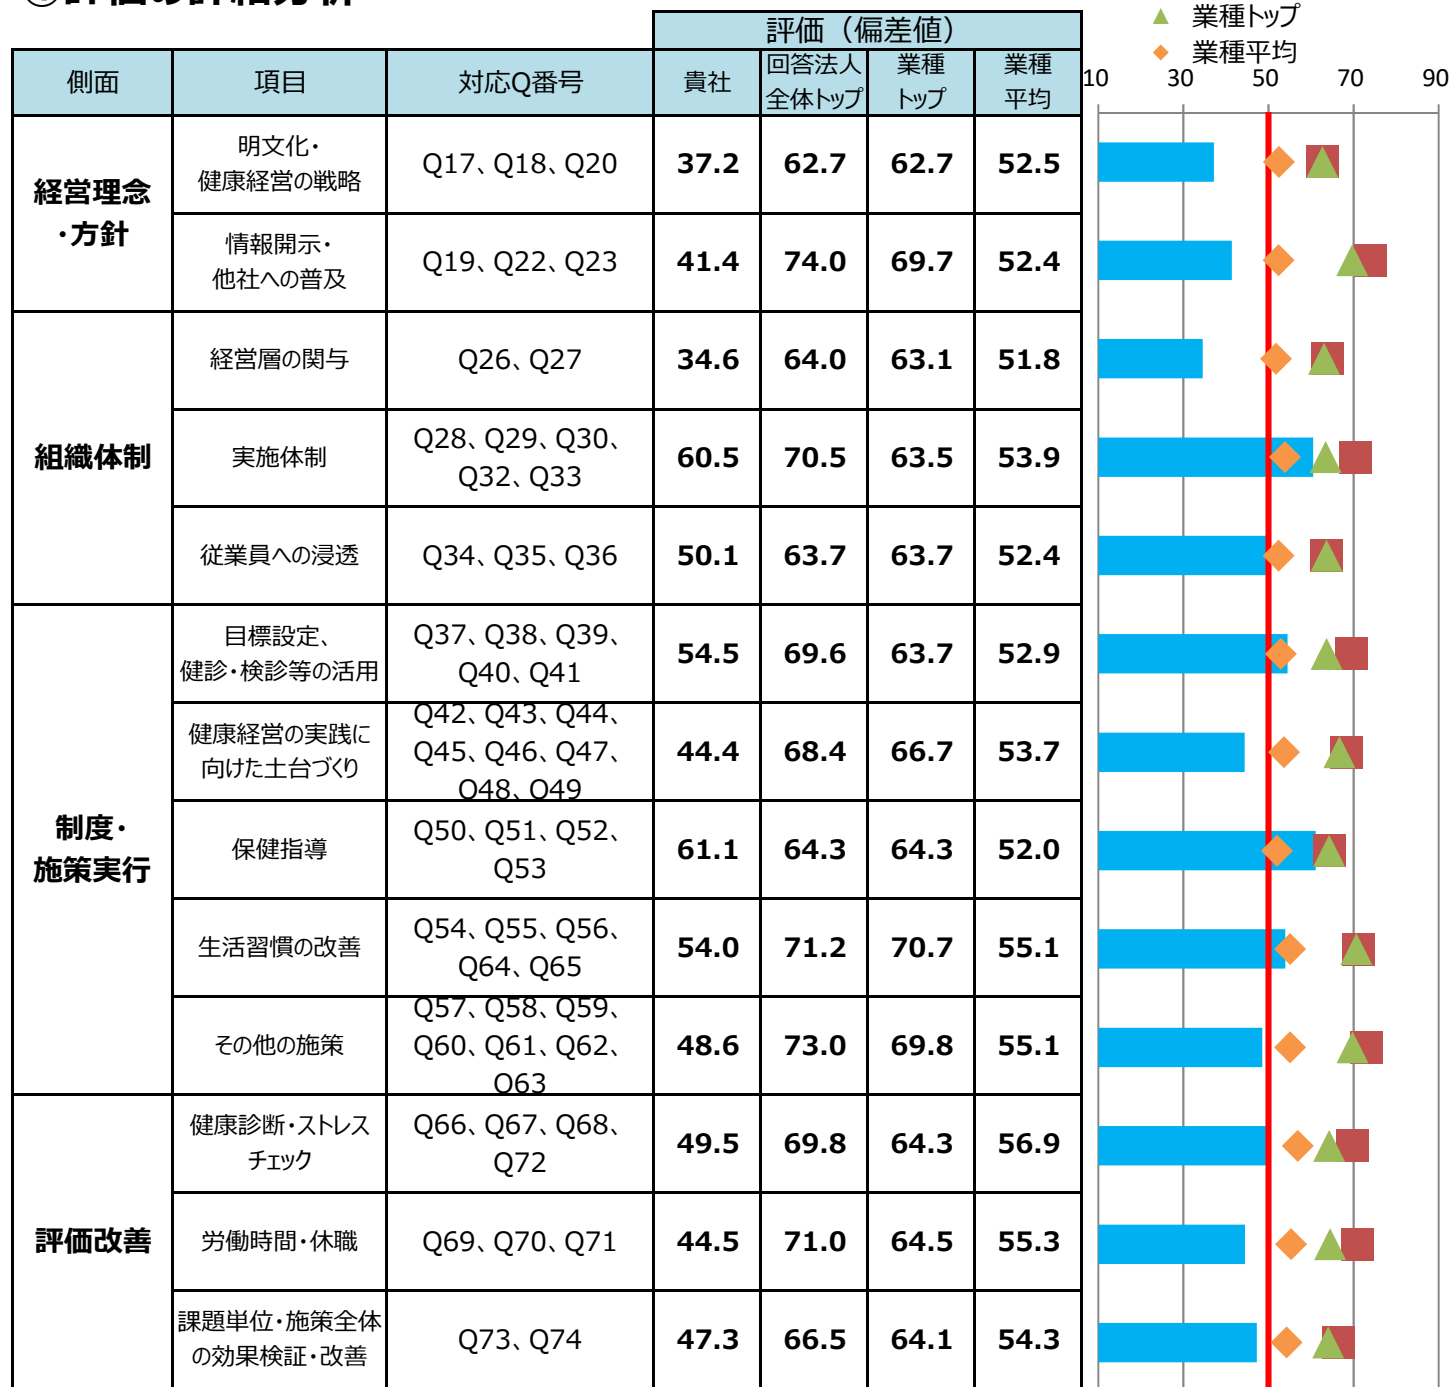 評価（偏差値）
側面 項目 対応Q番号 貴社 回答法人全体トップ 業種トップ 業種平均
▲ 業種トップ
◆ 業種平均
10 30 50 70 90
経営理念
・方針
明文化・
健康経営の戦略
Q17、Q18、Q20 37.2 62.7 62.7 52.5
情報開示・
他社への普及
Q19、Q22、Q23 41.4 74.0 69.7 52.4
組織体制
経営層の関与 Q26、Q27 34.6 64.0 63.1 51.8
実施体制
Q28、Q29、Q30、
Q32、Q33
60.5 70.5 63.5 53.9
従業員への浸透 Q34、Q35、Q36 50.1 63.7 63.7 52.4
制度・
施策実行
目標設定、
健診・検診等の活用
Q37、Q38、Q39、
Q40、Q41
54.5 69.6 63.7 52.9
健康経営の実践に
向けた土台づくり
Q42、Q43、Q44、
Q45、Q46、Q47、
Q48、Q49
44.4 68.4 66.7 53.7
保健指導
Q50、Q51、Q52、
Q53
61.1 64.3 64.3 52.0
生活習慣の改善
Q54、Q55、Q56、
Q64、Q65
54.0 71.2 70.7 55.1
その他の施策
Q57、Q58、Q59、
Q60、Q61、Q62、
Q63
48.6 73.0 69.8 55.1
評価改善
健康診断・ストレス
チェック
Q66、Q67、Q68、
Q72
49.5 69.8 64.3 56.9
労働時間・休職 Q69、Q70、Q71 44.5 71.0 64.5 55.3
課題単位・施策全体
の効果検証・改善
Q73、Q74 47.3 66.5 64.1 54.3